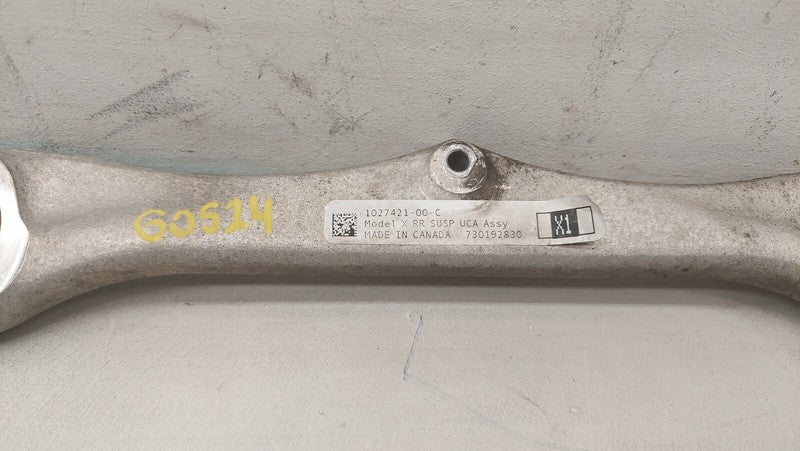 G0524
1027421-00-C
Model X RR SUSP UCA Assy
MADE IN CANADA 730192830
X1